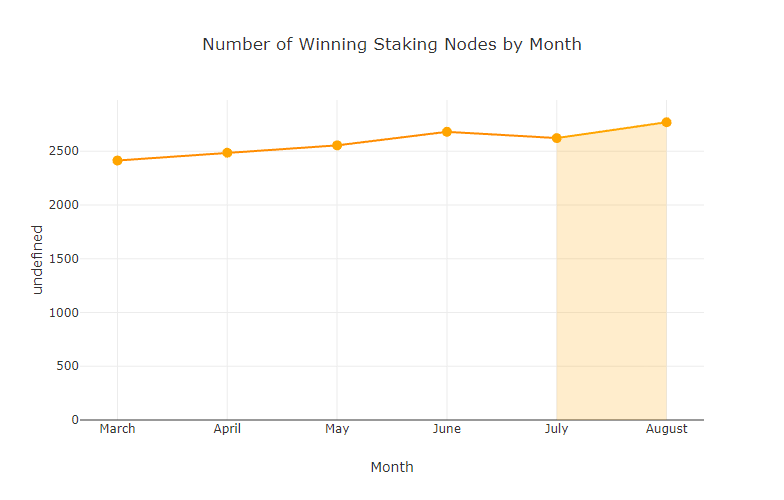 Number of Winning Staking Nodes by Month
undefined
2500
2000
1500
1000
500
0
March April May June July August
Month